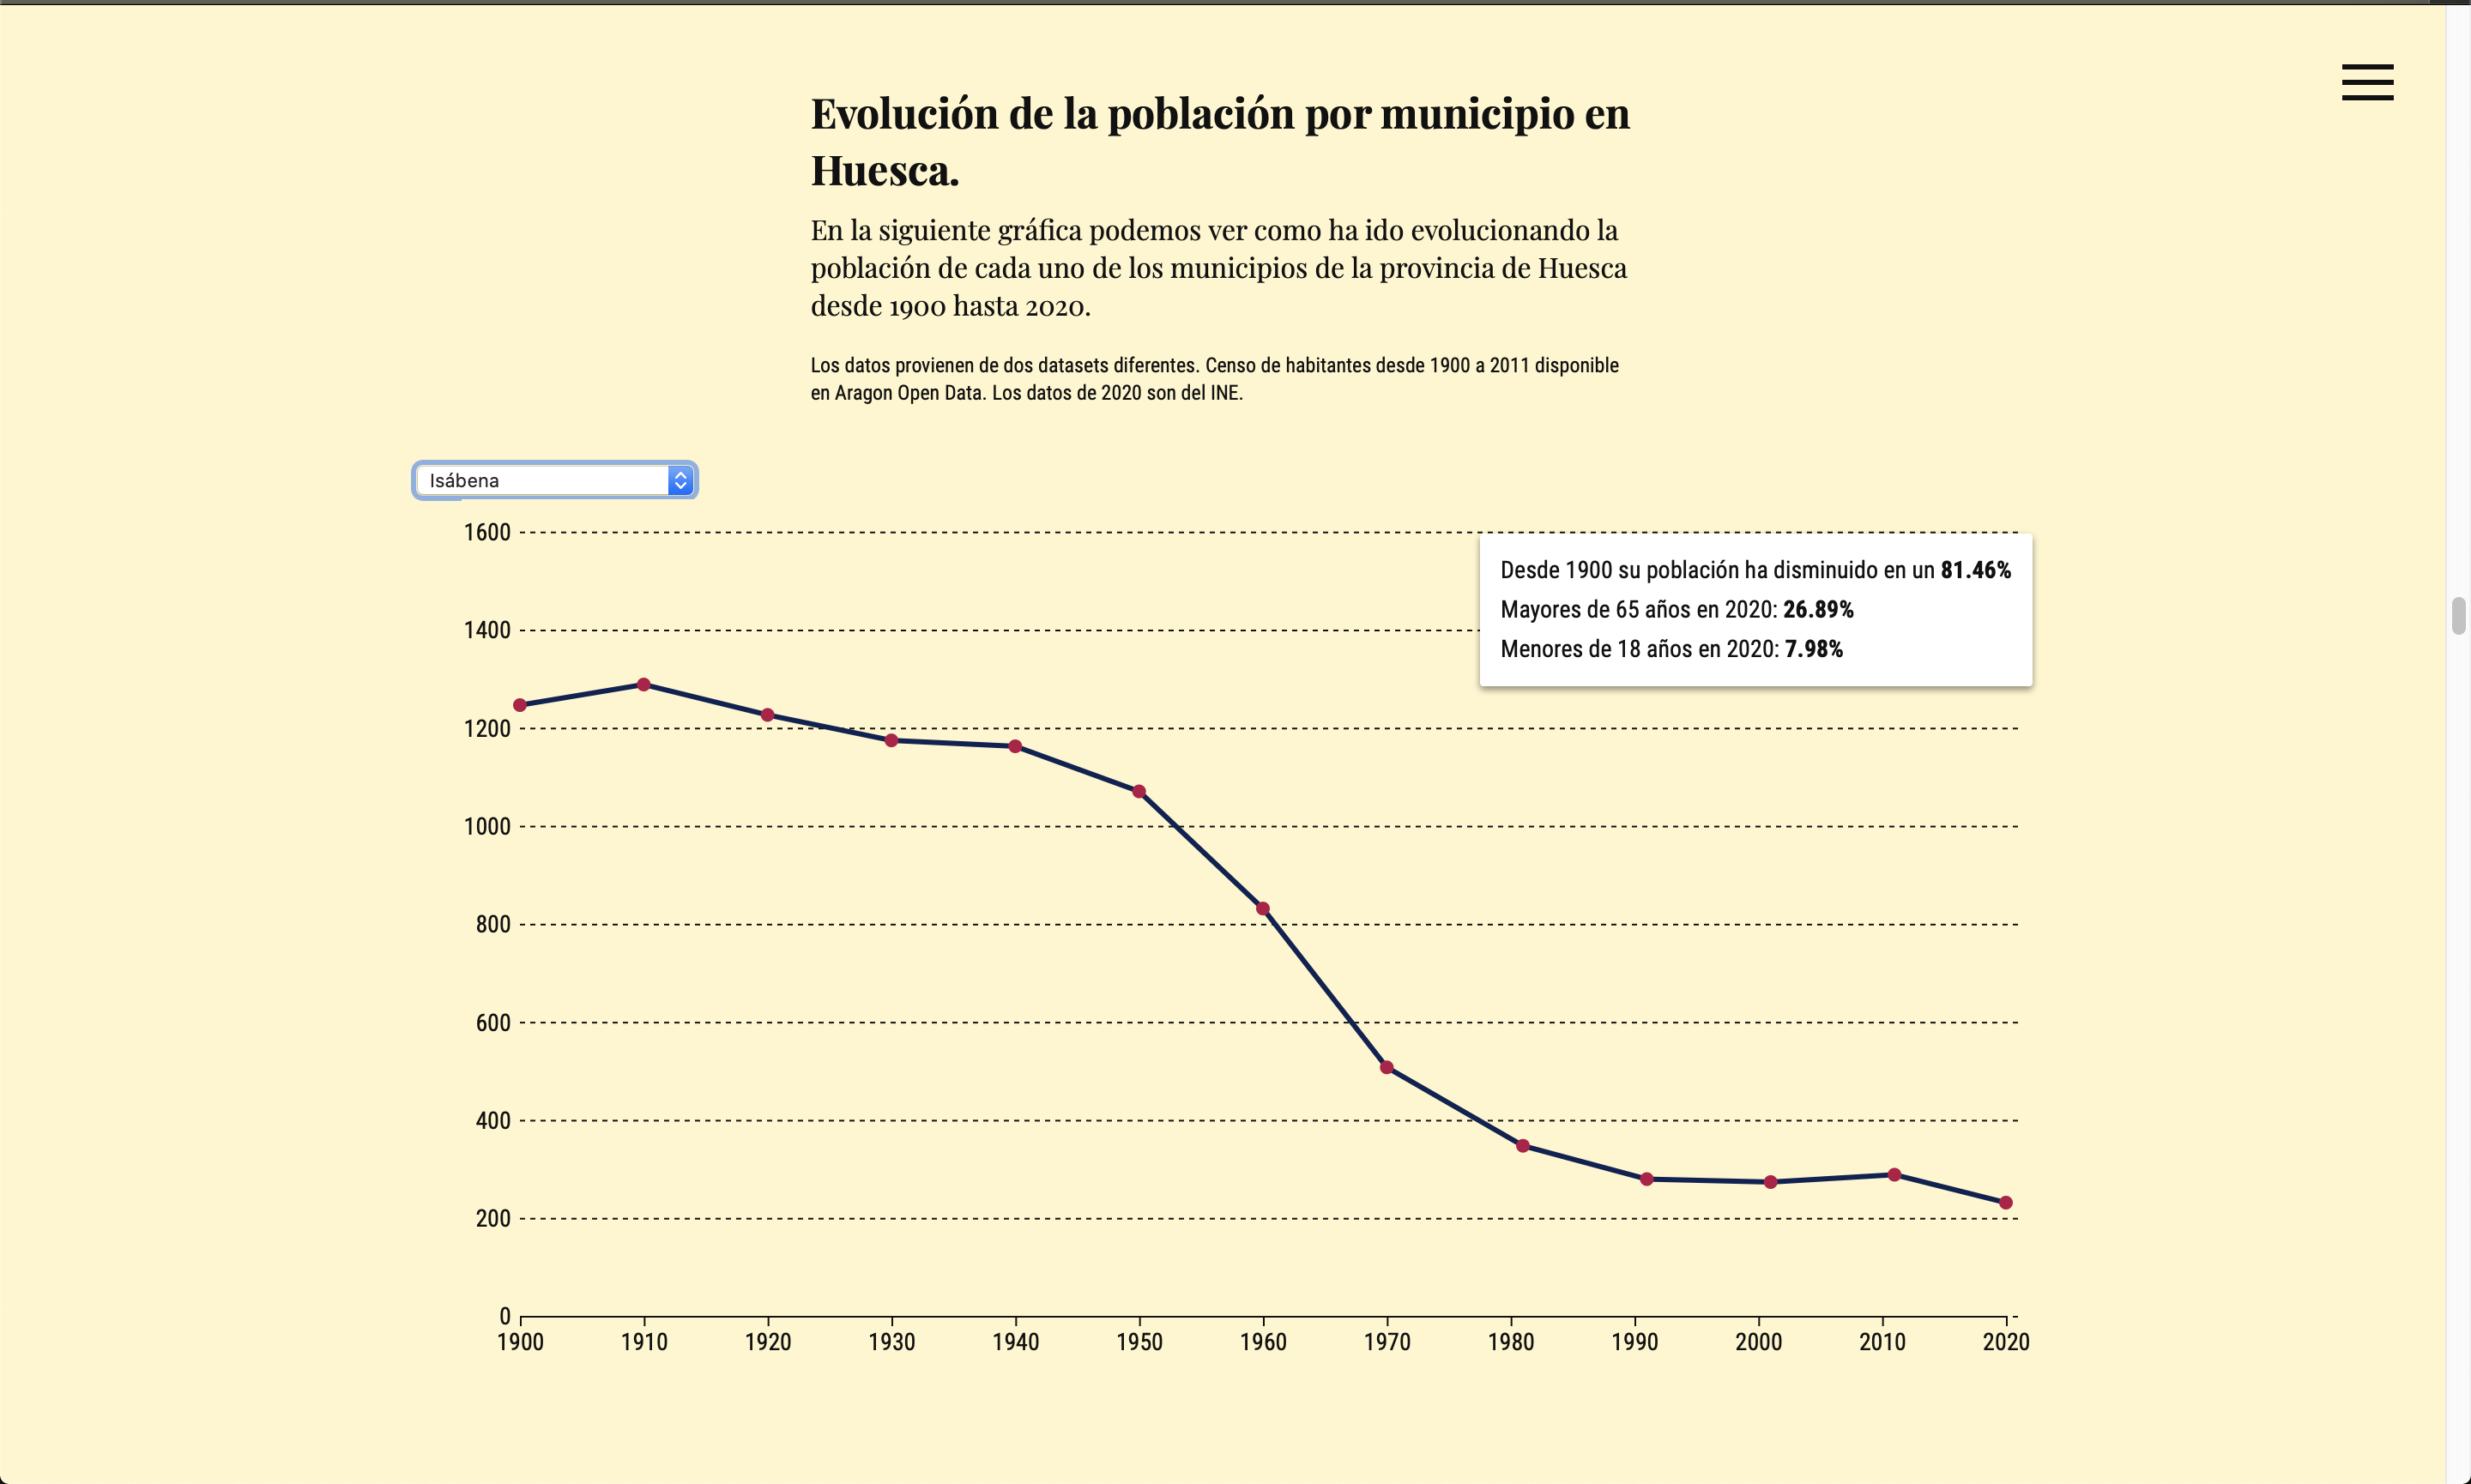 Evolución de la población por municipio en
Huesca.
En la siguiente gráfica podemos ver como ha ido evolucionando la
población de cada uno de los municipios de la provincia de Huesca
desde 1900 hasta 2020.
Los datos provienen de dos datasets diferentes. Censo de habitantes desde 1900 a 2011 disponible
en Aragon Open Data. Los datos de 2020 son del INE.
Isábena
1600
Desde 1900 su población ha disminuido en un 81.46%
Mayores de 65 años en 2020: 26.89%
Menores de 18 años en 2020: 7.98%
1400
1200
1000
800
600
400
200
0
1900 1910 1920 1930 1940 1950 1960 1970 1980 1990 2000 2010 2020